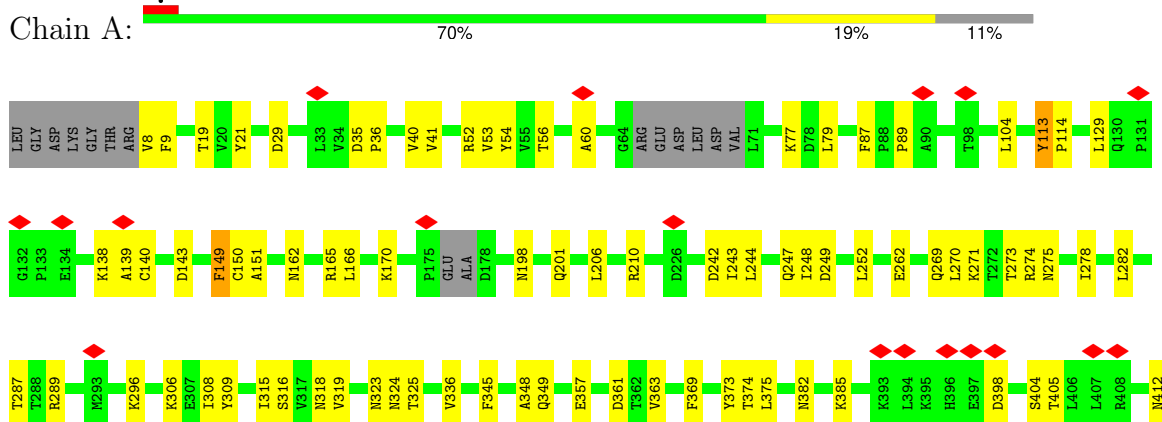 Chain A:
70% 19% 11%
LEU GLY ASP LYS GLY THR ARG V8 F9 T19 V20 Y21 D29 L33 V34 D35 P36 V40 V41 R52 V53 Y54 V55 T56 A60 G64 ARG GLU ASP LEU ASP VAL L71 K77 D78 L79 F87 P88 P89 A90 T98 L104 Y113 P114 L129 Q130 P131
G132 P133 E134 K138 A139 C140 D143 F149 C150 A151 N162 R165 L166 K170 P175 GLU ALA D178 N198 Q201 L206 R210 D226 D242 I243 L244 Q247 I248 D249 L252 E262 Q269 L270 K271 T272 T273 R274 N275 I278 L282
T287 T288 R289 M293 K296 K306 E307 I308 Y309 I315 S316 V317 N318 V319 N323 N324 T325 V336 F345 A348 Q349 E357 D361 T362 V363 F369 Y373 T374 L375 N382 K385 K393 L394 K395 H396 E397 D398 S404 T405 L406 L407 R408 N412